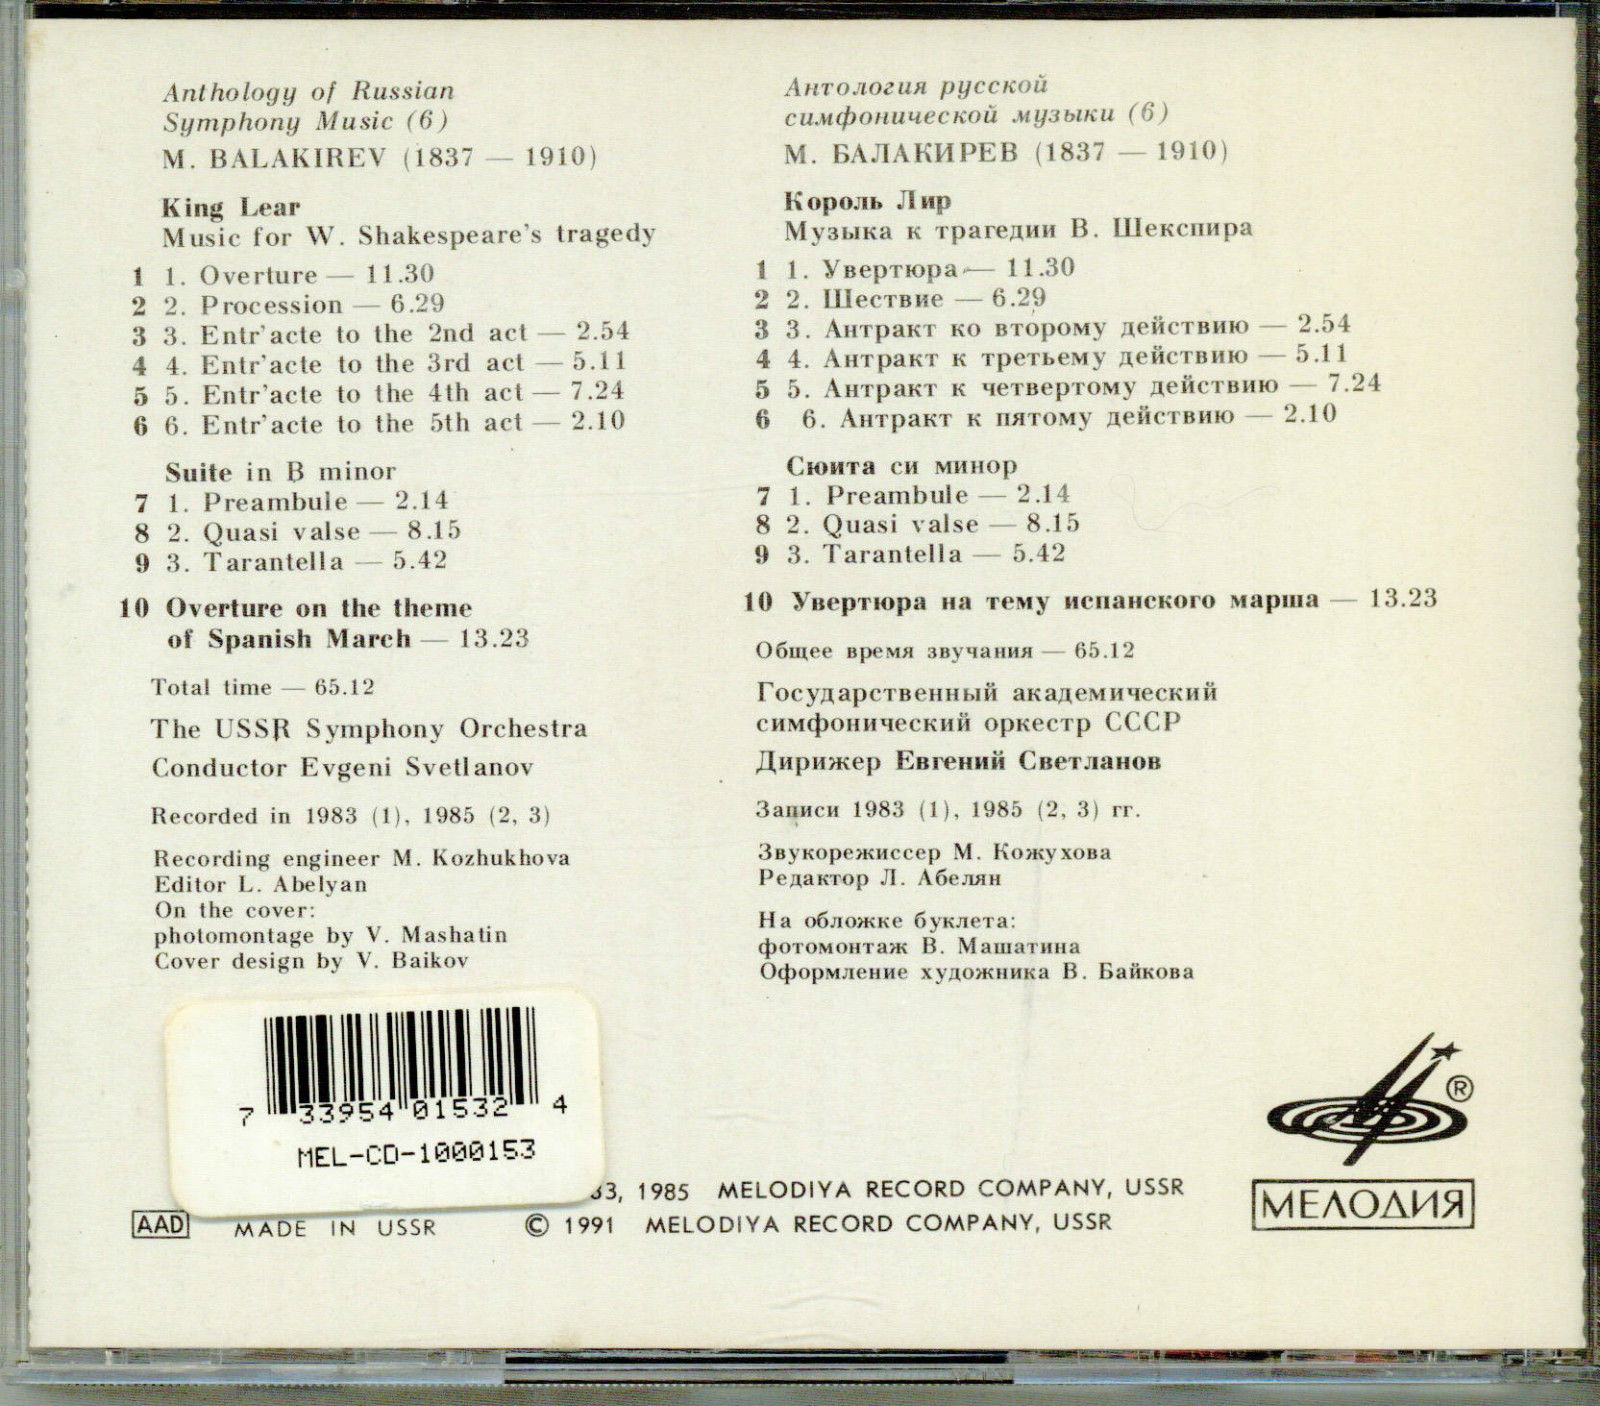 Anthology of Russian
Symphony Music (6)
M. BALAKIREV (1837 — 1910)
King Lear
Music for W. Shakespeare's tragedy
1 1. Overture — 11.30
2 2. Procession — 6.29
3 3. Entr'acte to the 2nd act — 2.54
4 4. Entr'acte to the 3rd act — 5.11
5 5. Entr'acte to the 4th act — 7.24
6 6. Entr'acte to the 5th act — 2.10
Suite in B minor
7 1. Preambule — 2.14
8 2. Quasi valse — 8.15
9 3. Tarantella — 5.42
10 Overture on the theme
of Spanish March — 13.23
Total time — 65.12
The USSR Symphony Orchestra
Conductor Evgeni Svetlanov
Recorded in 1983 (1), 1985 (2, 3)
Recording engineer M. Kozhukhova
Editor L. Abelyan
On the cover:
photomontage by V. Mashatin
Cover design by V. Baikov
Антология русской
симфонической музыки (6)
М. БАЛАКИРЕВ (1837 — 1910)
Король Лир
Музыка к трагедии В. Шекспира
1 1. Увертюра — 11.30
2 2. Шествие — 6.29
3 3. Антракт ко второму действию — 2.54
4 4. Антракт к третьему действию — 5.11
5 5. Антракт к четвертому действию — 7.24
6 6. Антракт к пятому действию — 2.10
Сюита си минор
7 1. Preambule — 2.14
8 2. Quasi valse — 8.15
9 3. Tarantella — 5.42
10 Увертюра на тему испанского марша — 13.23
Общее время звучания — 65.12
Государственный академический
симфонический оркестр СССР
Дирижер Евгений Светланов
Записи 1983 (1), 1985 (2, 3) гг.
Звукорежиссер М. Кожухова
Редактор Л. Абелян
На обложке буклета:
фотомонтаж В. Машатина
Оформление художника В. Байкова
7 33954 01532 4
MEL-CD-1000153
1985 MELODIYA RECORD COMPANY, USSR
AAD MADE IN USSR © 1991 MELODIYA RECORD COMPANY, USSR
®
МЕЛОДИЯ